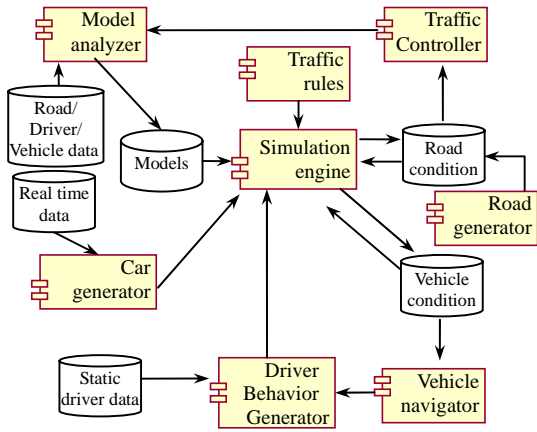 Model
analyzer
Traffic
Controller
Traffic
rules
Road/
Driver/
Vehicle data
Models
Simulation
engine
Road
condition
Real time
data
Road
generator
Car
generator
Vehicle
condition
Static
driver data
Driver
Behavior
Generator
Vehicle
navigator